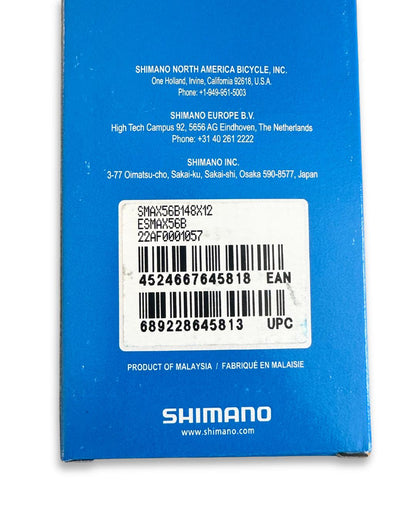 SHIMANO NORTH AMERICA BICYCLE, INC.
One Holland, Irvine, California 92618, U.S.A.
Phone: +1-949-951-5003
SHIMANO EUROPE B.V.
High Tech Campus 92, 5656 AG Eindhoven, The Netherlands
Phone: +31 40 261 2222
SHIMANO INC.
3-77 Oimatsu-cho, Sakai-ku, Sakai-shi, Osaka 590-8577, Japan
SMAX56B148X12
ESMAX56B
22AF0001057
4524667645818 EAN
689228645813 UPC
PRODUCT OF MALAYSIA / FABRIQUÉ EN MALAISIE
SHIMANO
www.shimano.com